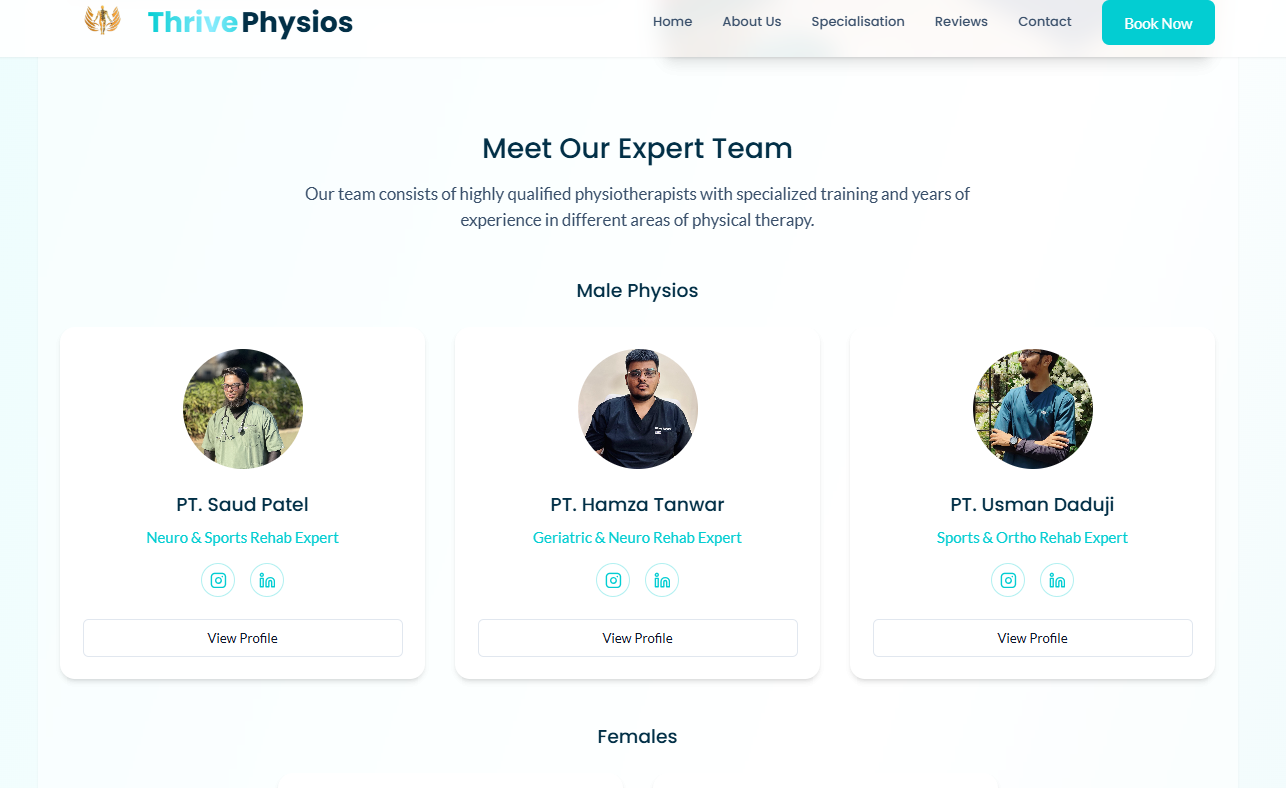 Thrive Physios
Home About Us Specialisation Reviews Contact Book Now
Meet Our Expert Team
Our team consists of highly qualified physiotherapists with specialized training and years of
experience in different areas of physical therapy.
Male Physios
PT. Saud Patel
Neuro & Sports Rehab Expert
View Profile
PT. Hamza Tanwar
Geriatric & Neuro Rehab Expert
View Profile
PT. Usman Daduji
Sports & Ortho Rehab Expert
View Profile
Females